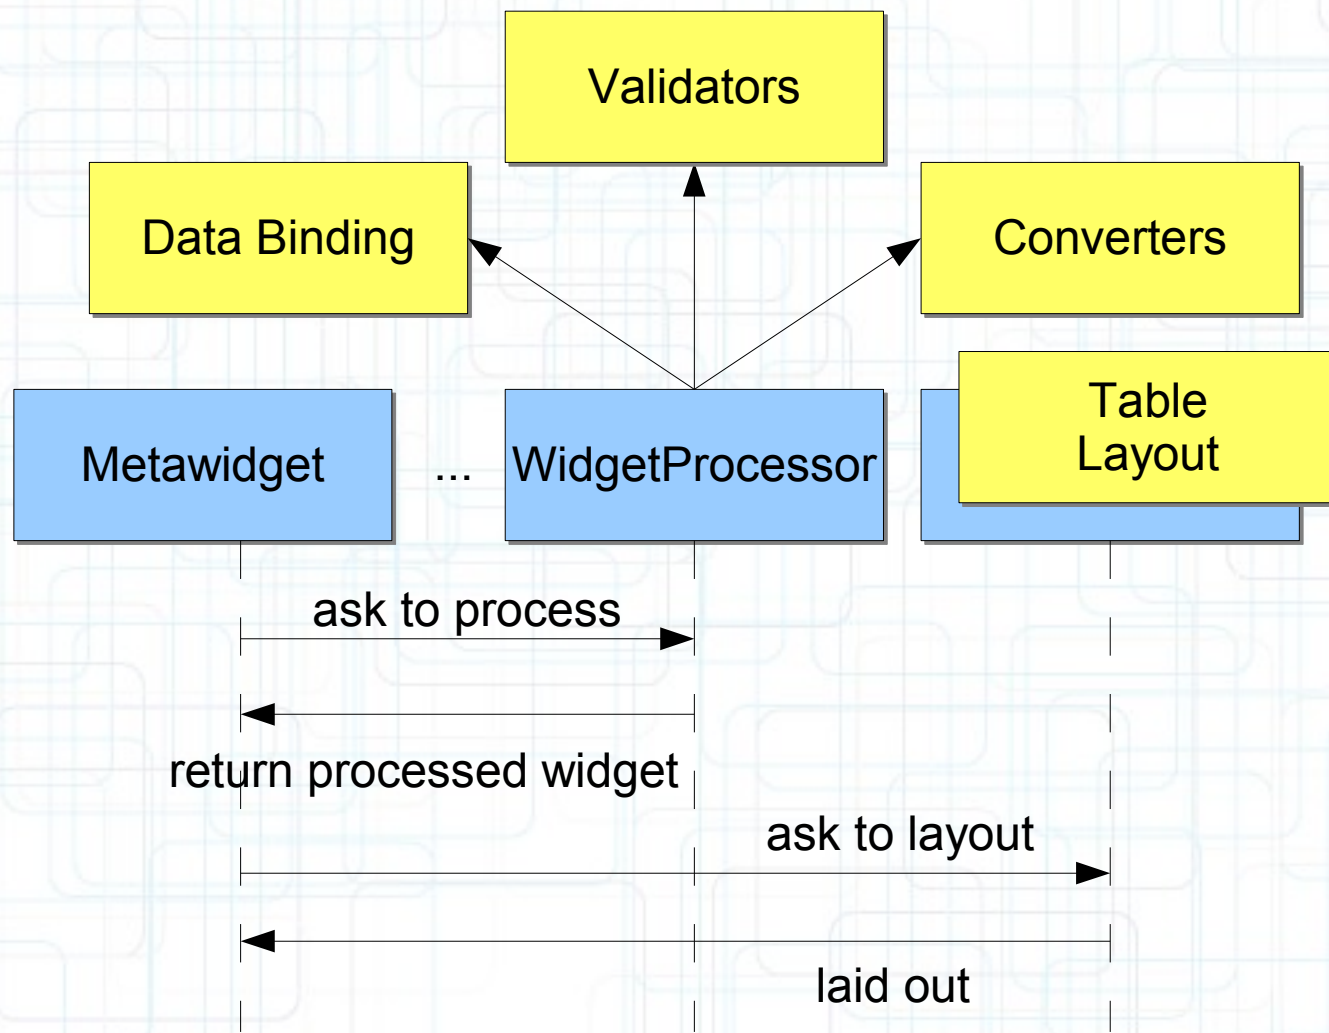 Validators
Data Binding
Converters
Table
Layout
Metawidget
...
WidgetProcessor
ask to process
return processed widget
ask to layout
laid out